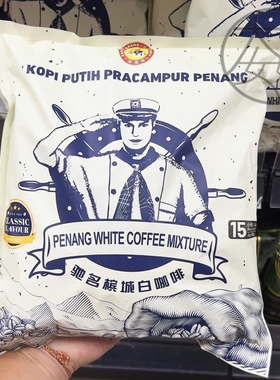 KOPI PUTIH PRACAMPUR PENANG
CLASSIC
FLAVOUR
PENANG WHITE COFFEE MIXTURE
15
驰名槟城白咖啡